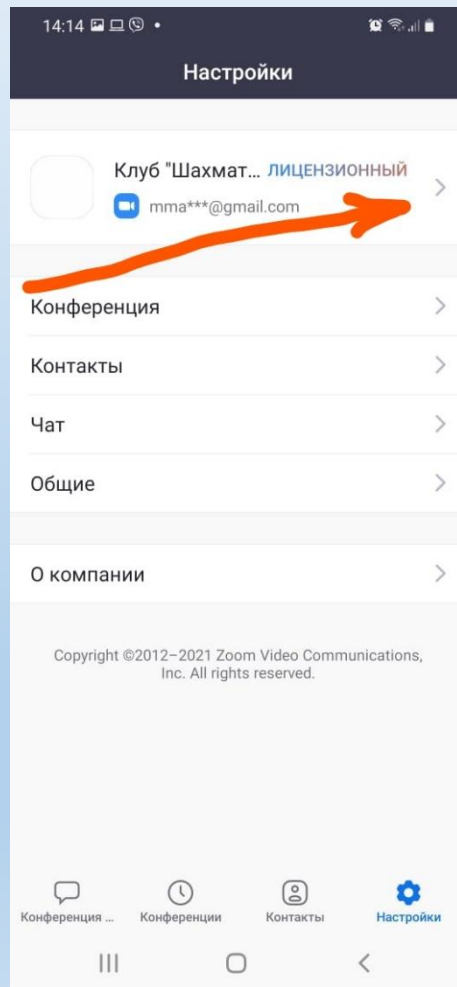 14:14
Настройки
Клуб "Шахмат... ЛИЦЕНЗИОННЫЙ
mma***@gmail.com
Конференция
Контакты
Чат
Общие
О компании
Copyright ©2012–2021 Zoom Video Communications,
Inc. All rights reserved.
Конференция ... Конференции Контакты Настройки